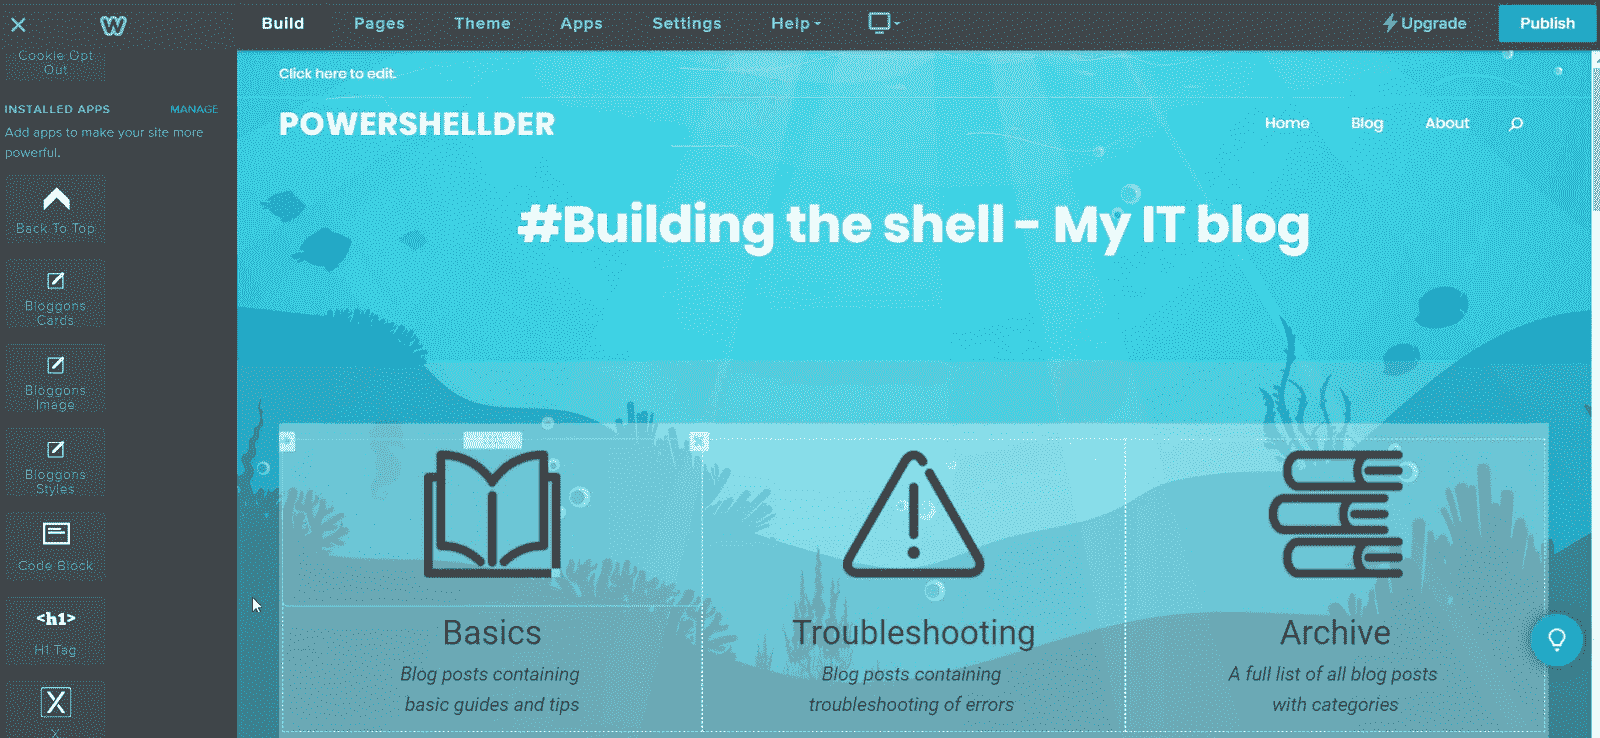 Build Pages Theme Apps Settings Help Upgrade Publish
Cookie Opt
Out
INSTALLED APPS MANAGE
Add apps to make your site more
powerful.
Back To Top
Bloggons
Cards
Bloggons
Image
Bloggons
Styles
Code Block
<h1>
H1 Tag
X
X
Click here to edit.
POWERSHELLDER
Home Blog About
#Building the shell - My IT blog
Basics
Blog posts containing
basic guides and tips
Troubleshooting
Blog posts containing
troubleshooting of errors
Archive
A full list of all blog posts
with categories